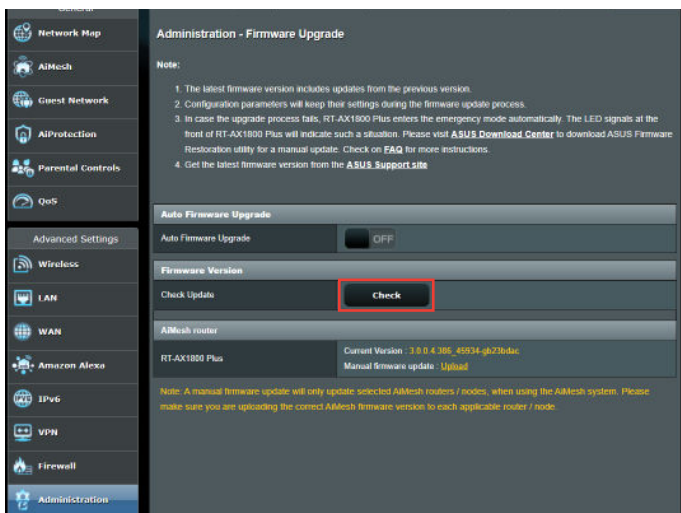 General
Network Map
AiMesh
Guest Network
AiProtection
Parental Controls
QoS
Advanced Settings
Wireless
LAN
WAN
Amazon Alexa
IPv6
VPN
Firewall
Administration
Administration - Firmware Upgrade
Note:
1. The latest firmware version includes updates from the previous version.
2. Configuration parameters will keep their settings during the firmware update process.
3. In case the upgrade process fails, RT-AX1800 Plus enters the emergency mode automatically. The LED signals at the
front of RT-AX1800 Plus will indicate such a situation. Please visit ASUS Download Center to download ASUS Firmware
Restoration utility for a manual update. Check on FAQ for more instructions.
4. Get the latest firmware version from the ASUS Support site
Auto Firmware Upgrade
Auto Firmware Upgrade OFF
Firmware Version
Check Update Check
AiMesh router
RT-AX1800 Plus
Current Version : 3.0.0.4.386_45934-gb23bdac
Manual firmware update : Upload
Note: A manual firmware update will only update selected AiMesh routers / nodes, when using the AiMesh system. Please
make sure you are uploading the correct AiMesh firmware version to each applicable router / node.